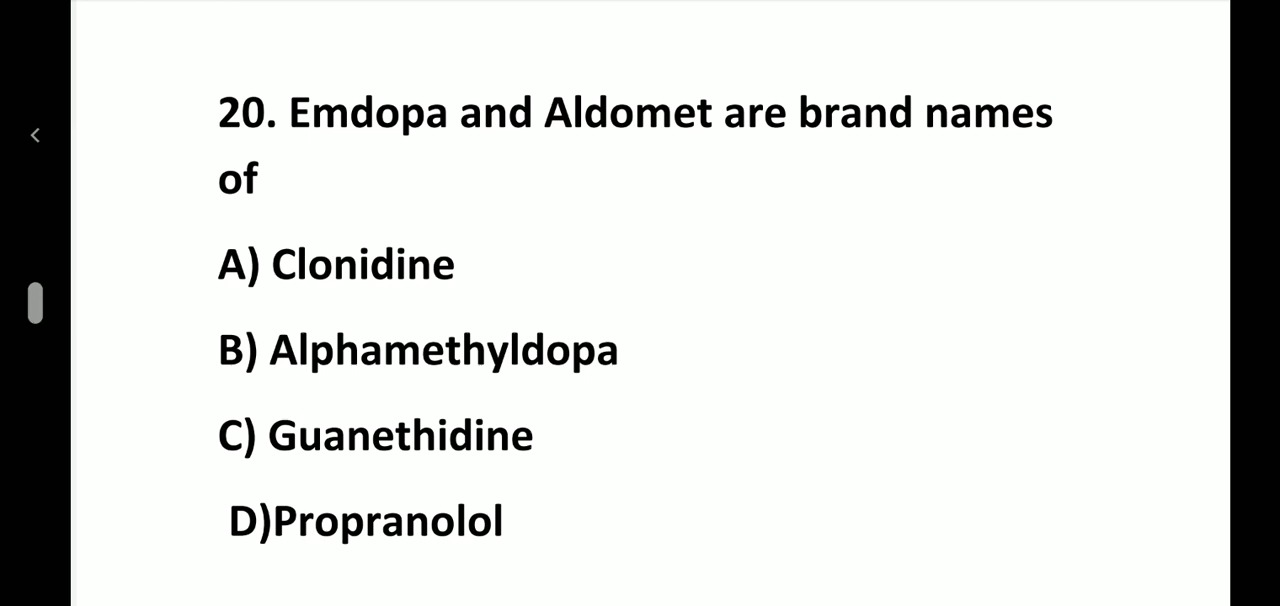 20. Emdopa and Aldomet are brand names
of
A) Clonidine
B) Alphamethyldopa
C) Guanethidine
D)Propranolol